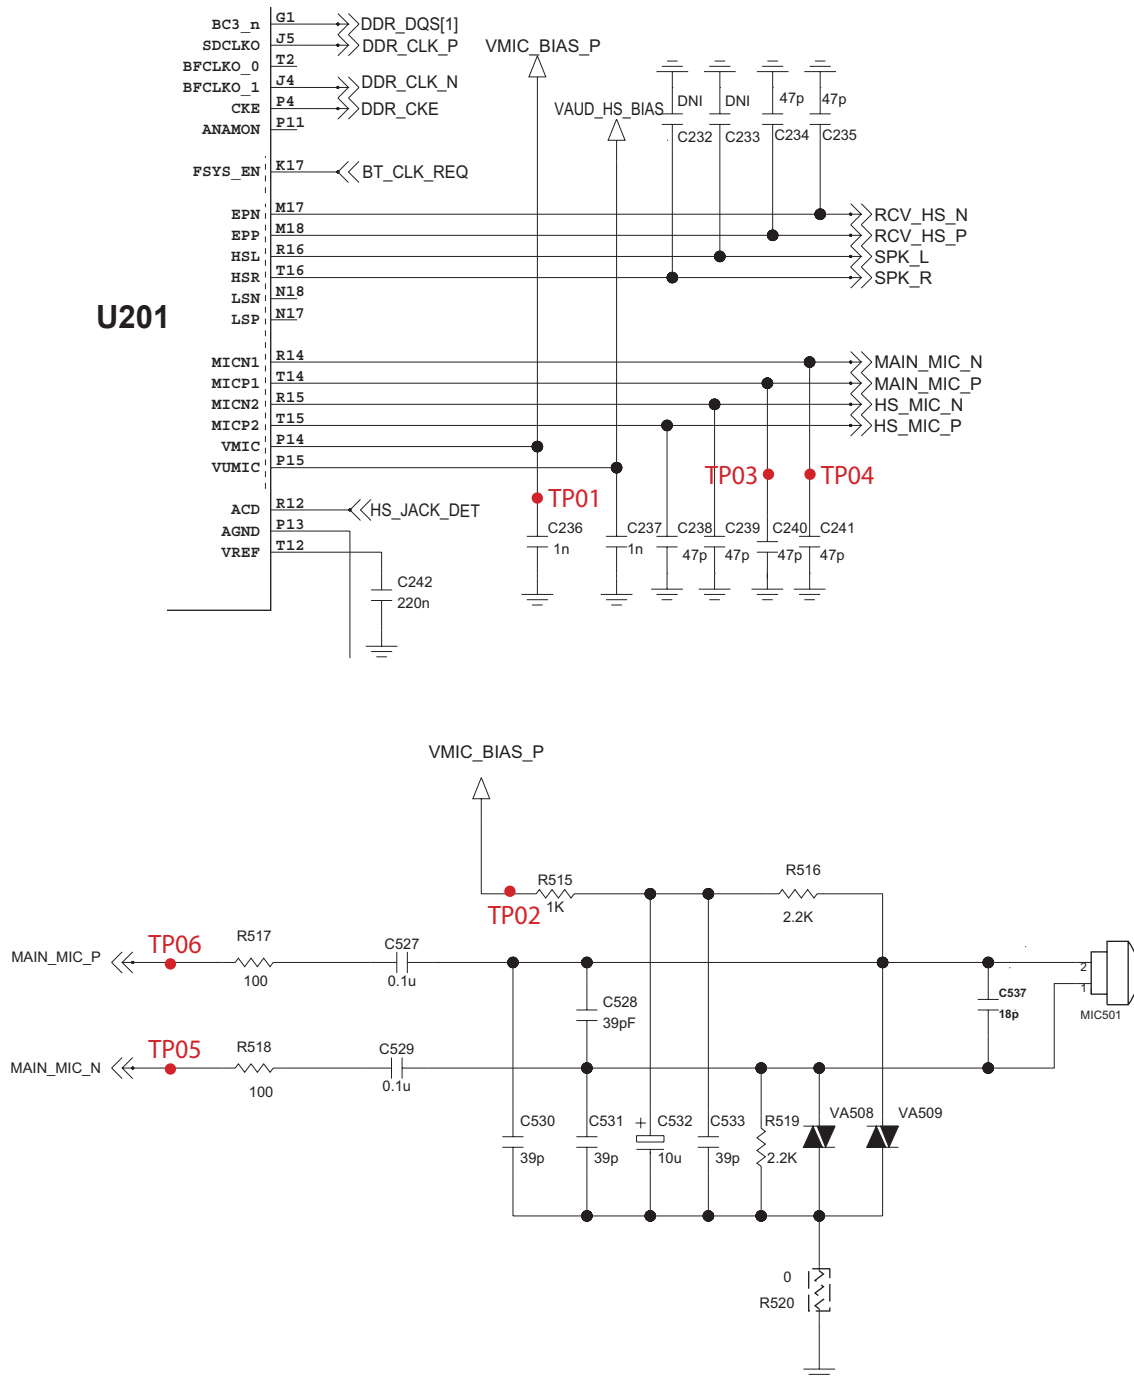 BC3_n G1 DDR_DQS[1]
SDCLKO J5 DDR_CLK_P
BFCLKO_0 T2
BFCLKO_1 J4 DDR_CLK_N
CKE P4 DDR_CKE
ANAMON P11
FSYS_EN K17 BT_CLK_REQ
VMIC_BIAS_P
VAUD_HS_BIAS
DNI DNI 47p 47p
C232 C233 C234 C235
EPN M17 RCV_HS_N
EPP M18 RCV_HS_P
HSL R16 SPK_L
HSR T16 SPK_R
LSN N18
LSP N17
U201
MICN1 R14 MAIN_MIC_N
MICP1 T14 MAIN_MIC_P
MICN2 R15 HS_MIC_N
MICP2 T15 HS_MIC_P
VMIC P14
VUMIC P15
TP03 TP04
TP01
ACD R12 HS_JACK_DET
AGND P13
VREF T12
C236 C237 C238 C239 C240 C241
1n 1n 47p 47p 47p 47p
C242
220n
VMIC_BIAS_P
R515 R516
1K 2.2K
TP02
MAIN_MIC_P TP06 R517 C527
100 0.1u
2
1
C537
18p
MIC501
C528
39pF
MAIN_MIC_N TP05 R518 C529
100 0.1u
C530 C531 + C532 C533 R519 VA508 VA509
39p 39p 10u 39p 2.2K
0
R520